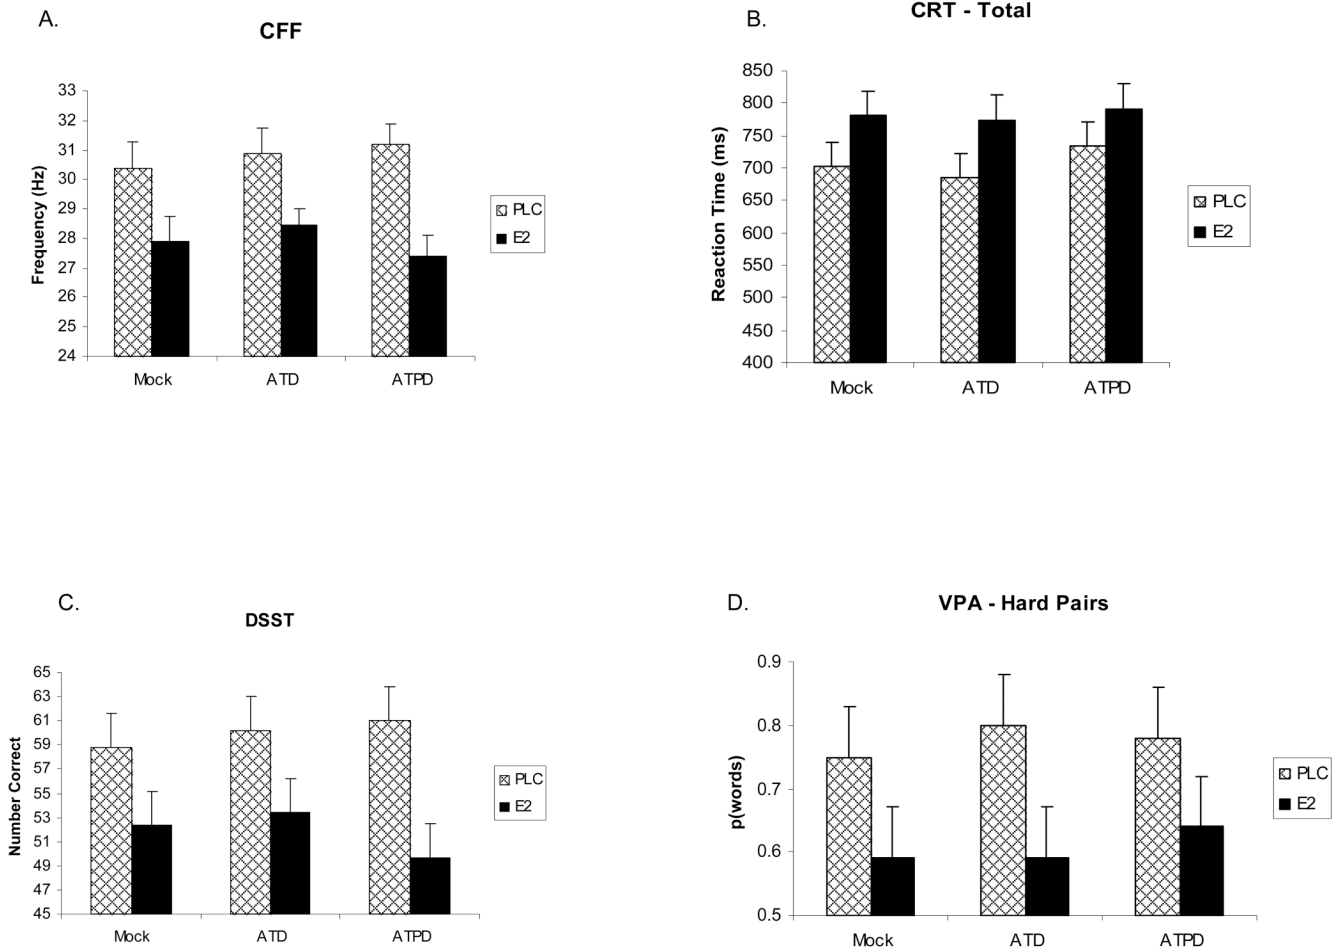 A.
CFF
33
32
31
30
29
28
27
26
25
24
Frequency (Hz)
Mock
ATD
ATPD
PLC
E2
B.
CRT - Total
850
800
750
700
650
600
550
500
450
400
Reaction Time (ms)
Mock
ATD
ATPD
PLC
E2
C.
DSST
65
63
61
59
57
55
53
51
49
47
45
Number Correct
Mock
ATD
ATPD
PLC
E2
D.
VPA - Hard Pairs
0.9
0.8
0.7
0.6
0.5
p(words)
Mock
ATD
ATPD
PLC
E2